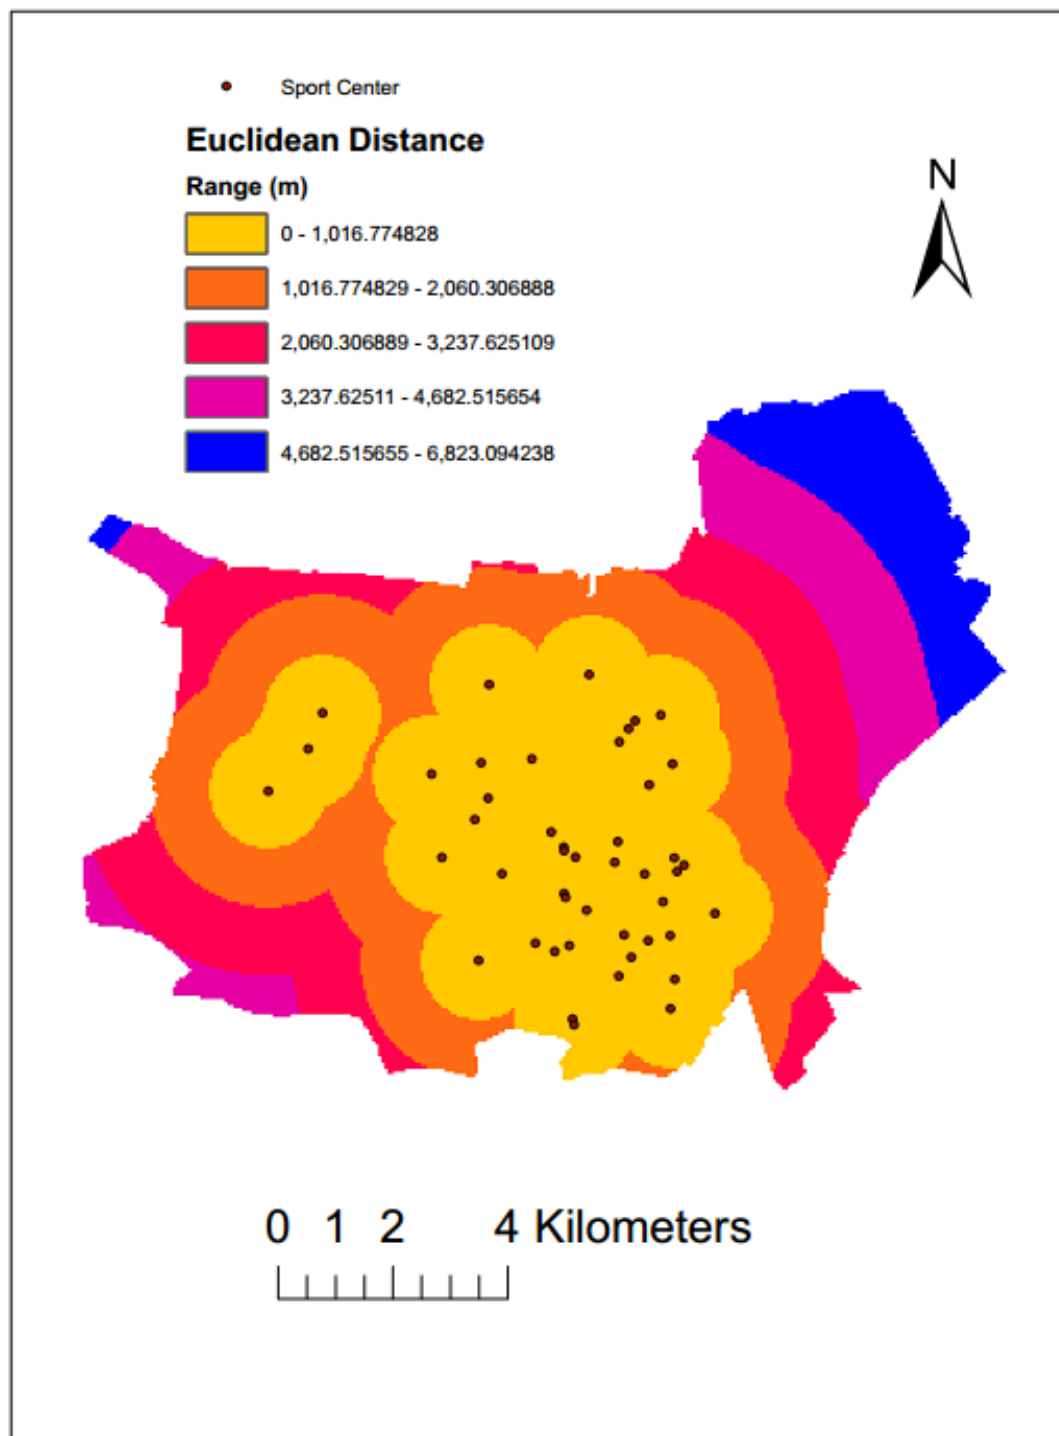 Sport Center
Euclidean Distance
Range (m)
0 - 1,016.774828
1,016.774829 - 2,060.306888
2,060.306889 - 3,237.625109
3,237.62511 - 4,682.515654
4,682.515655 - 6,823.094238
N
0 1 2 4 Kilometers